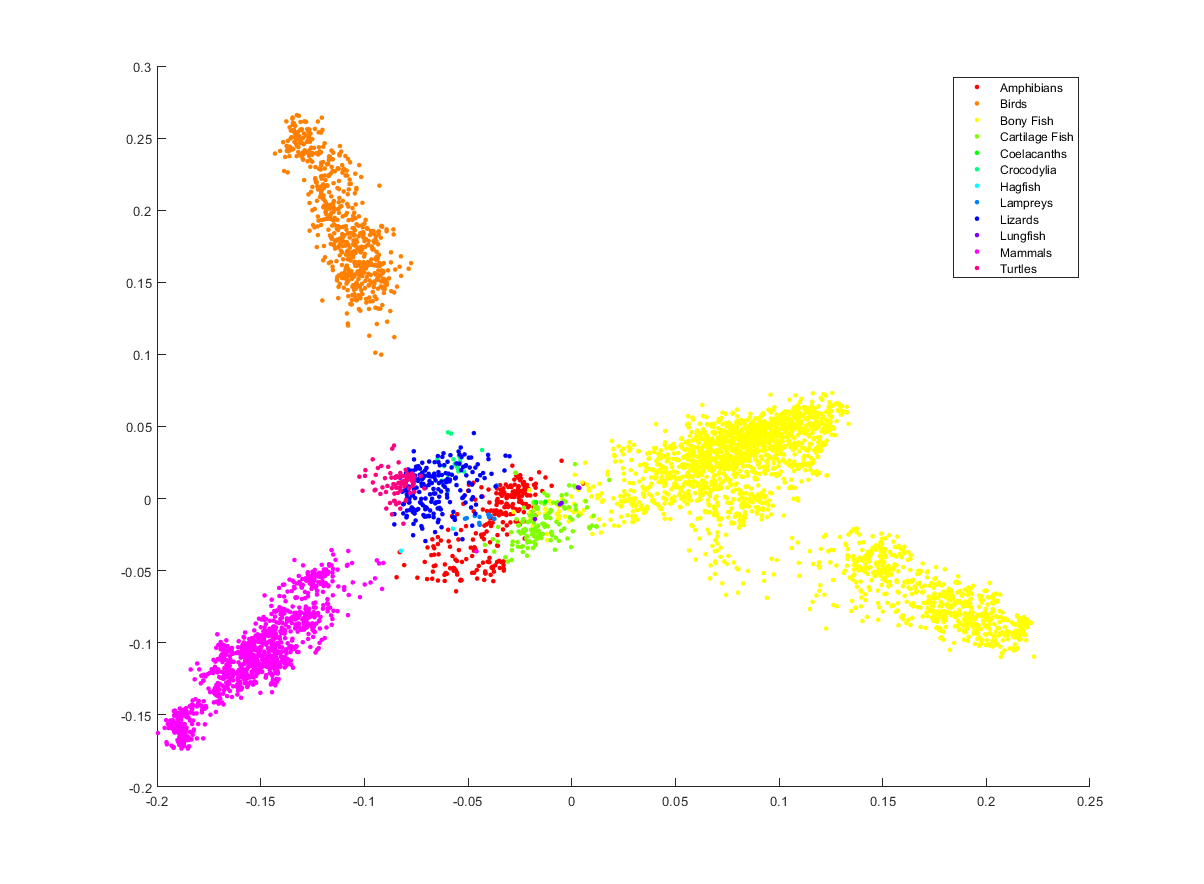 0.3
0.25
0.2
0.15
0.1
0.05
0
-0.05
-0.1
-0.15
-0.2
-0.2 -0.15 -0.1 -0.05 0 0.05 0.1 0.15 0.2 0.25
Amphibians
Birds
Bony Fish
Cartilage Fish
Coelacanths
Crocodylia
Hagfish
Lampreys
Lizards
Lungfish
Mammals
Turtles